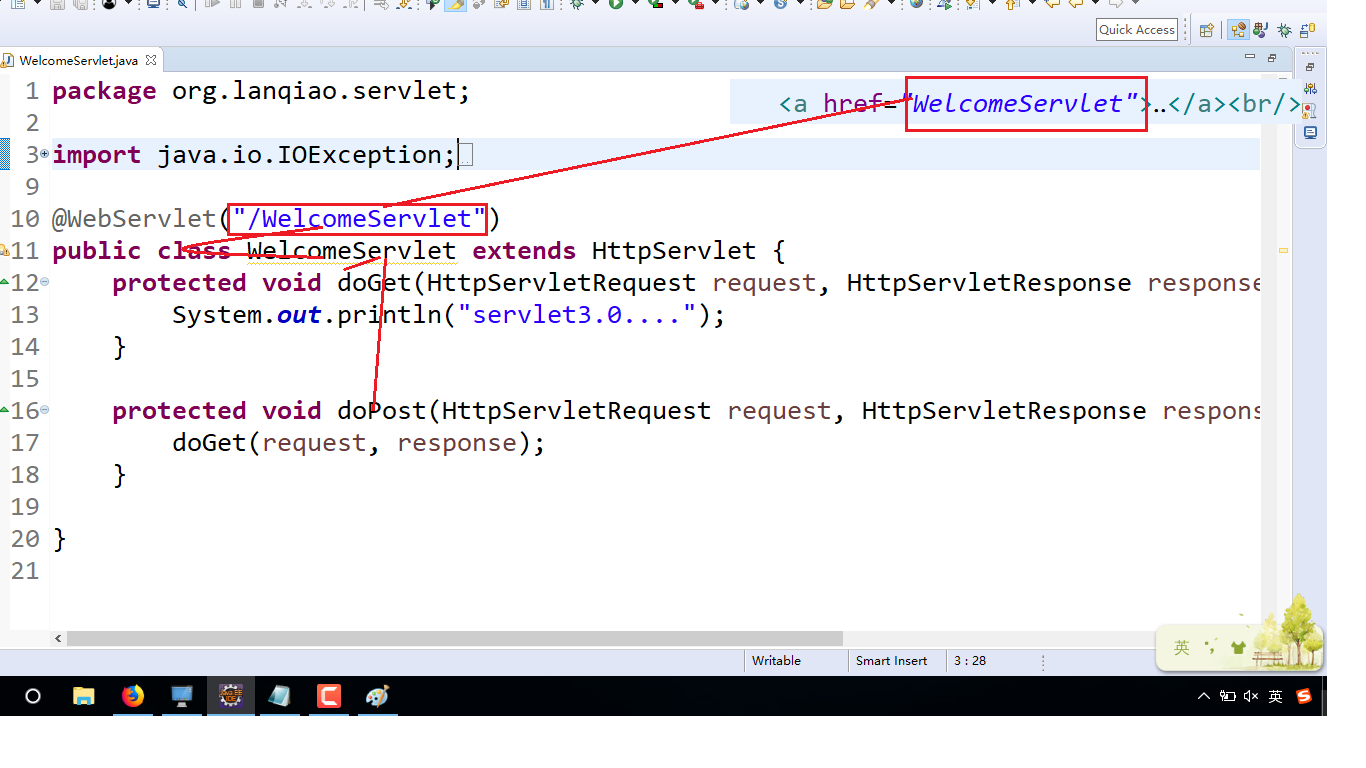 Quick Access
WelcomeServlet.java
1 package org.lanqiao.servlet;
<a href="WelcomeServlet">..</a><br/>
2
3 import java.io.IOException;
9
10 @WebServlet("/WelcomeServlet")
11 public class WelcomeServlet extends HttpServlet {
12 protected void doGet(HttpServletRequest request, HttpServletResponse response
13 System.out.println("servlet3.0....");
14 }
15
16 protected void doPost(HttpServletRequest request, HttpServletResponse respons
17 doGet(request, response);
18 }
19
20 }
21
英
Writable Smart Insert 3 : 28
英